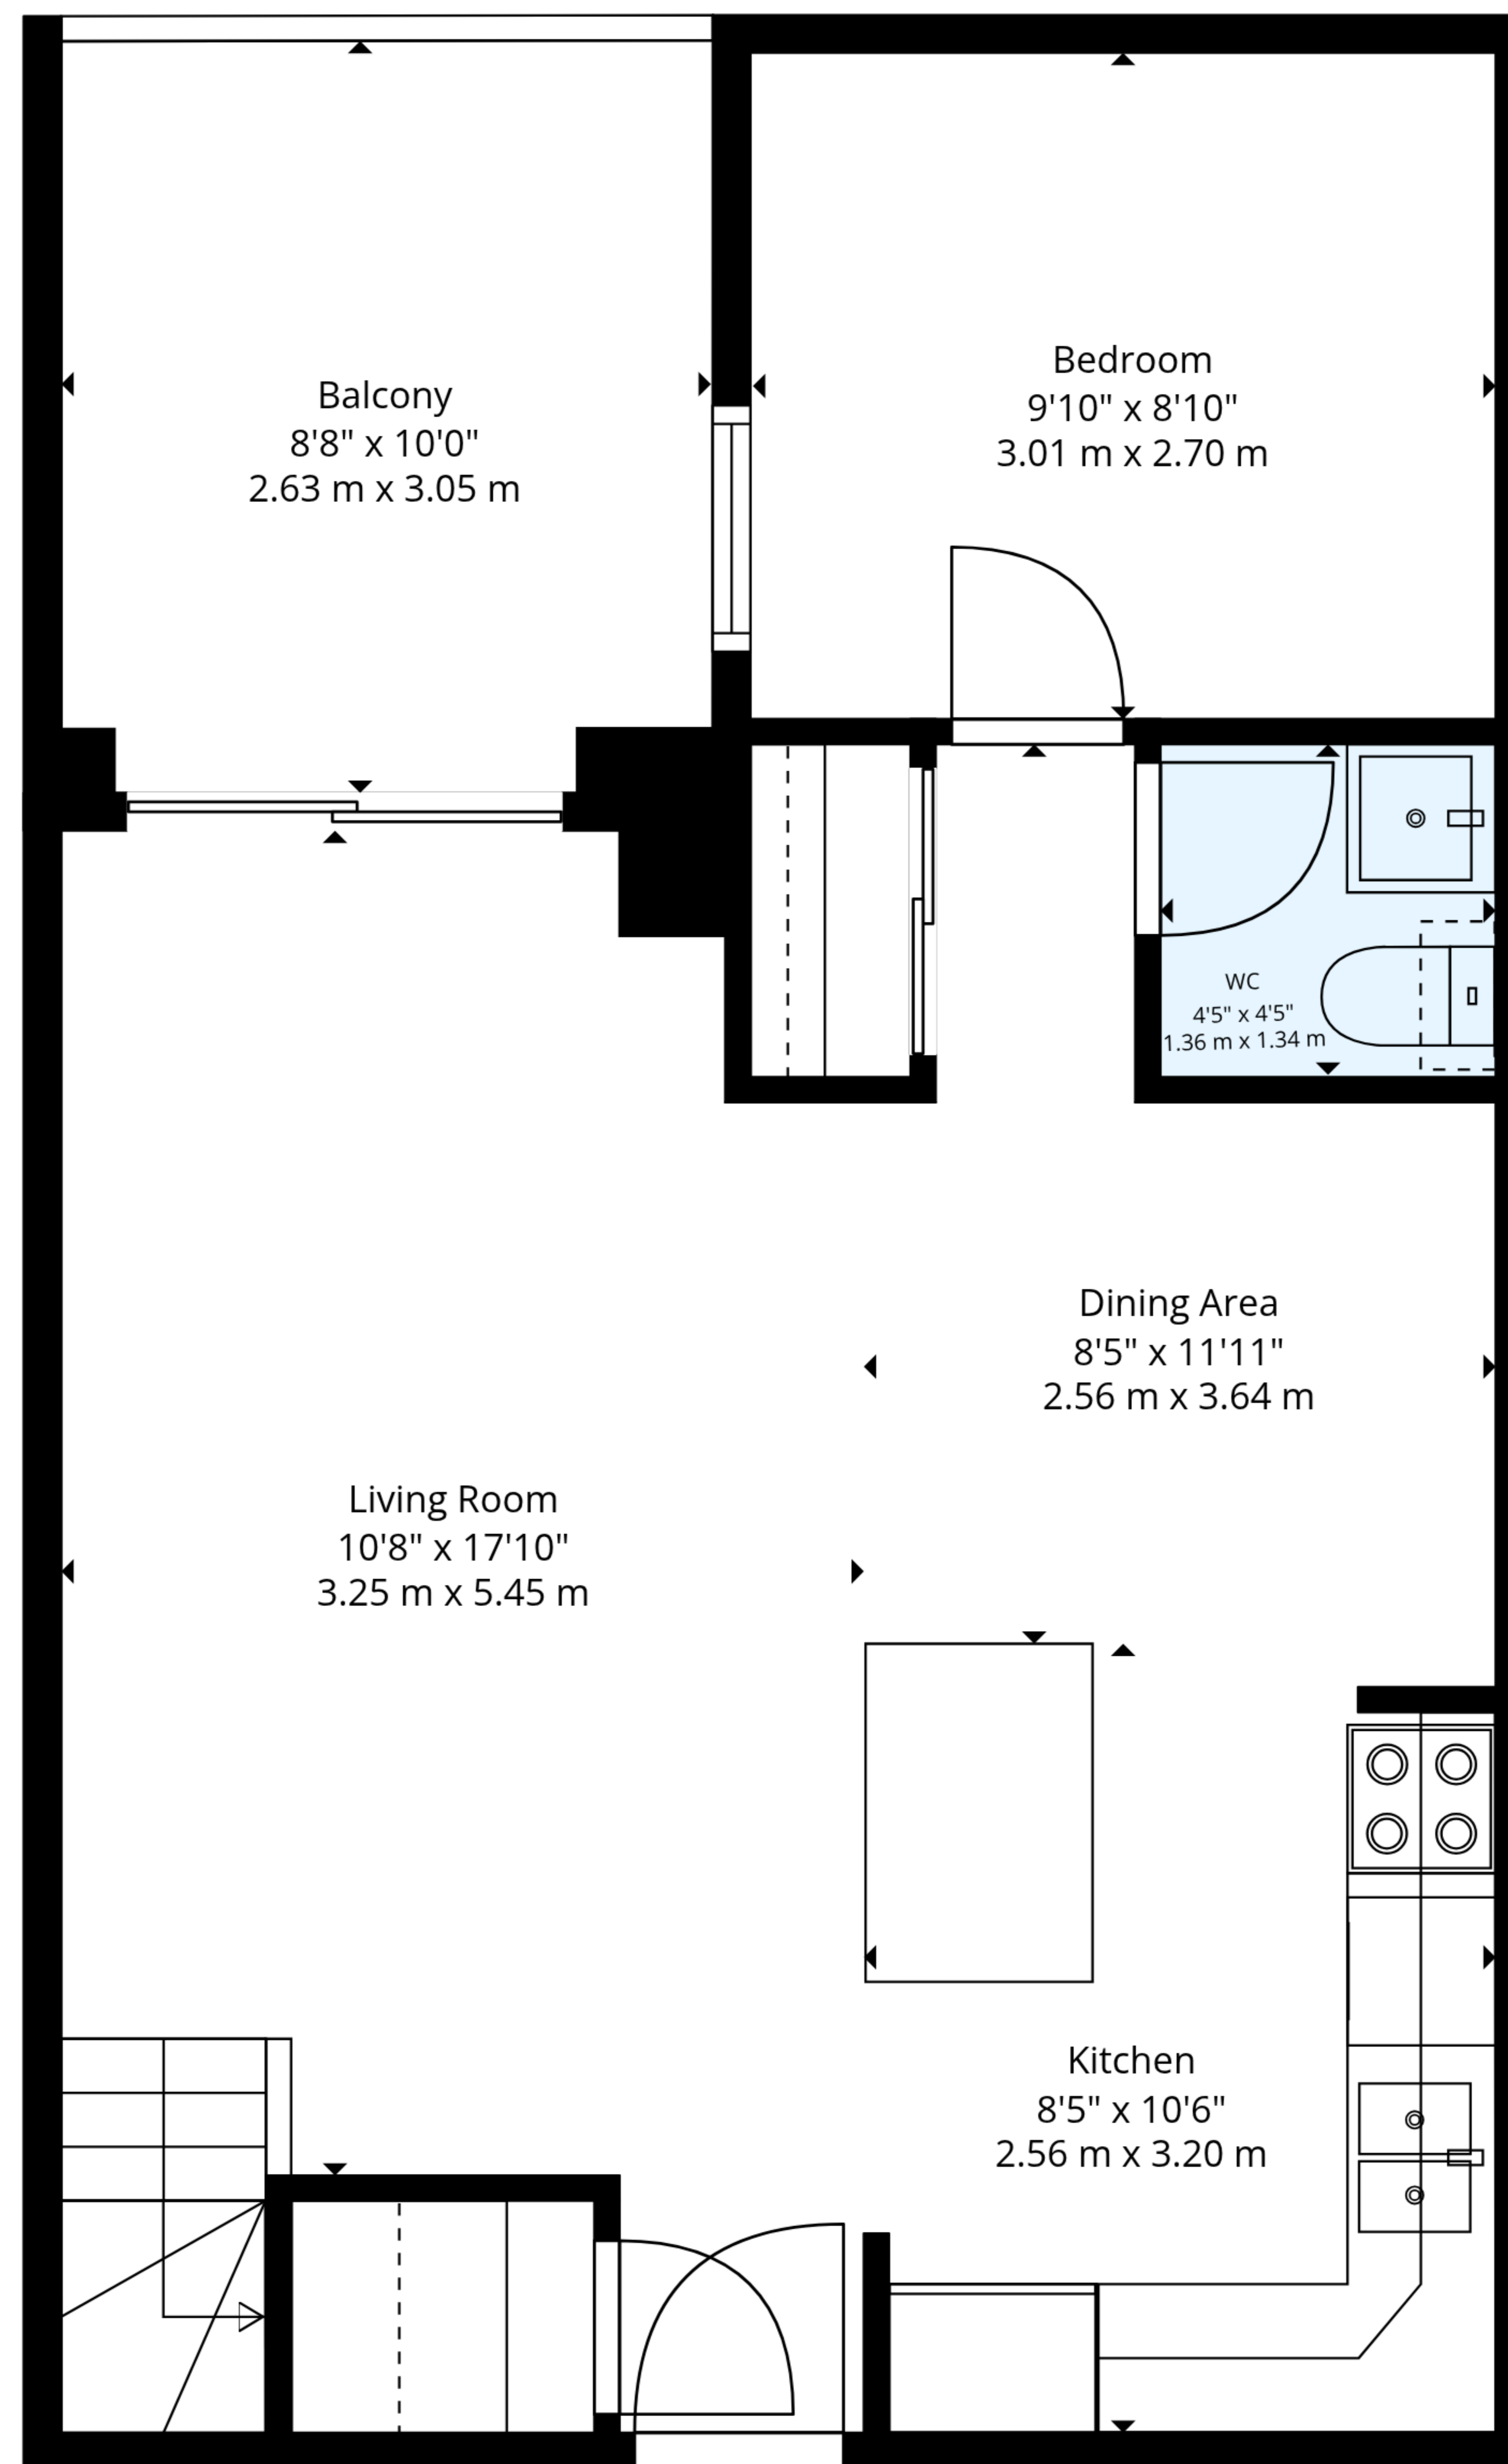 Bedroom
9'10" x 8'10"
3.01 m x 2.70 m
Balcony
8'8" x 10'0"
2.63 m x 3.05 m
WC
4'5" x 4'5"
1.36 m x 1.34 m
Dining Area
8'5" x 11'11"
2.56 m x 3.64 m
Living Room
10'8" x 17'10"
3.25 m x 5.45 m
Kitchen
8'5" x 10'6"
2.56 m x 3.20 m